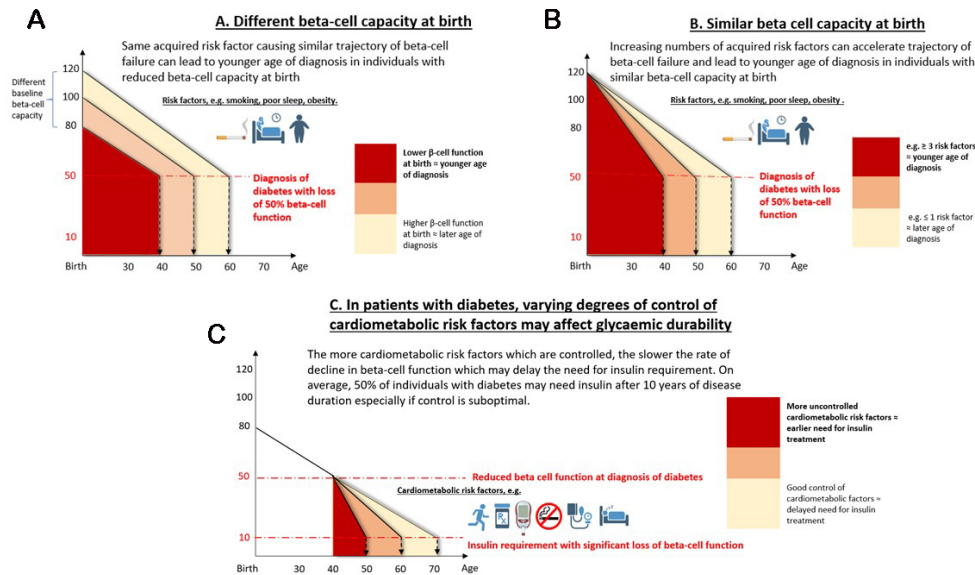 A
A. Different beta-cell capacity at birth
Same acquired risk factor causing similar trajectory of beta-cell
failure can lead to younger age of diagnosis in individuals with
reduced beta-cell capacity at birth
Different
baseline
beta-cell
capacity
120
100
80
50
10
Risk factors, e.g. smoking, poor sleep, obesity.
Diagnosis of
diabetes with loss
of 50% beta-cell
function
Lower β-cell function
at birth ≈ younger age
of diagnosis
Higher β-cell function
at birth ≈ later age of
diagnosis
Birth 30 40 50 60 70 Age
B
B. Similar beta cell capacity at birth
Increasing numbers of acquired risk factors can accelerate trajectory of
beta-cell failure and lead to younger age of diagnosis in individuals with
similar beta-cell capacity at birth
120
100
80
50
10
Risk factors, e.g. smoking, poor sleep, obesity .
Diagnosis of
diabetes with loss
of 50% beta-cell
function
e.g. ≥ 3 risk factors
≈ younger age of
diagnosis
e.g. ≤ 1 risk factor
≈ later age of
diagnosis
Birth 30 40 50 60 70 Age
C
C. In patients with diabetes, varying degrees of control of
cardiometabolic risk factors may affect glycaemic durability
The more cardiometabolic risk factors which are controlled, the slower the rate of
decline in beta-cell function which may delay the need for insulin requirement. On
average, 50% of individuals with diabetes may need insulin after 10 years of disease
duration especially if control is suboptimal.
120
100
80
50
10
Reduced beta cell function at diagnosis of diabetes
Cardiometabolic risk factors, e.g.
Rx
Insulin requirement with significant loss of beta-cell function
More uncontrolled
cardiometabolic risk factors ≈
earlier need for insulin
treatment
Good control of
cardiometabolic factors ≈
delayed need for insulin
treatment
Birth 30 40 50 60 70 Age